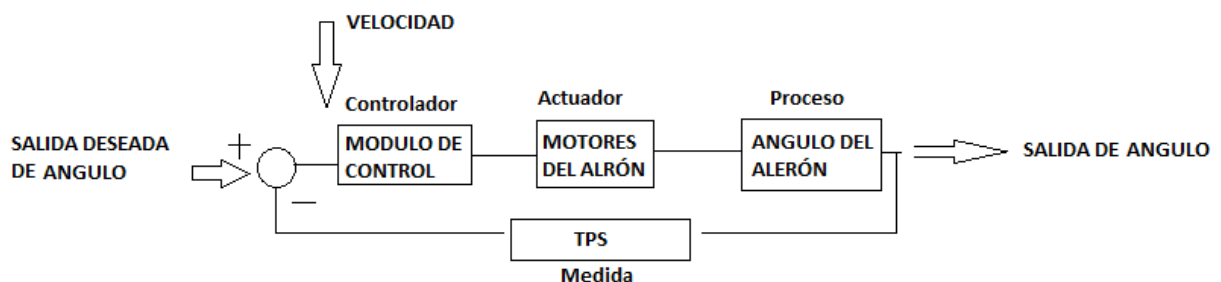 VELOCIDAD
Controlador
Actuador
Proceso
SALIDA DESEADA
DE ANGULO
+
MODULO DE
CONTROL
MOTORES
DEL ALRÓN
ANGULO DEL
ALERÓN
SALIDA DE ANGULO
—
TPS
Medida